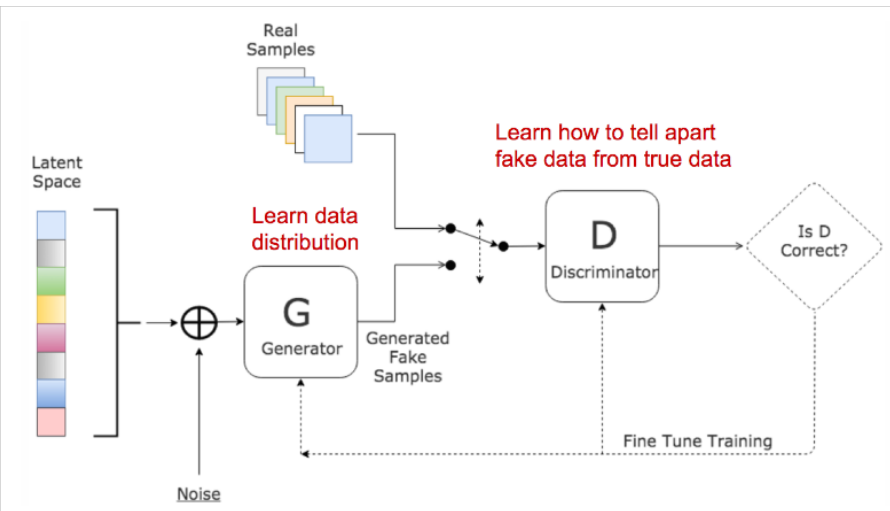 Real
Samples
Learn how to tell apart
fake data from true data
Latent
Space
Learn data
distribution
D
Discriminator
Is D
Correct?
G
Generator
Generated
Fake
Samples
Fine Tune Training
Noise